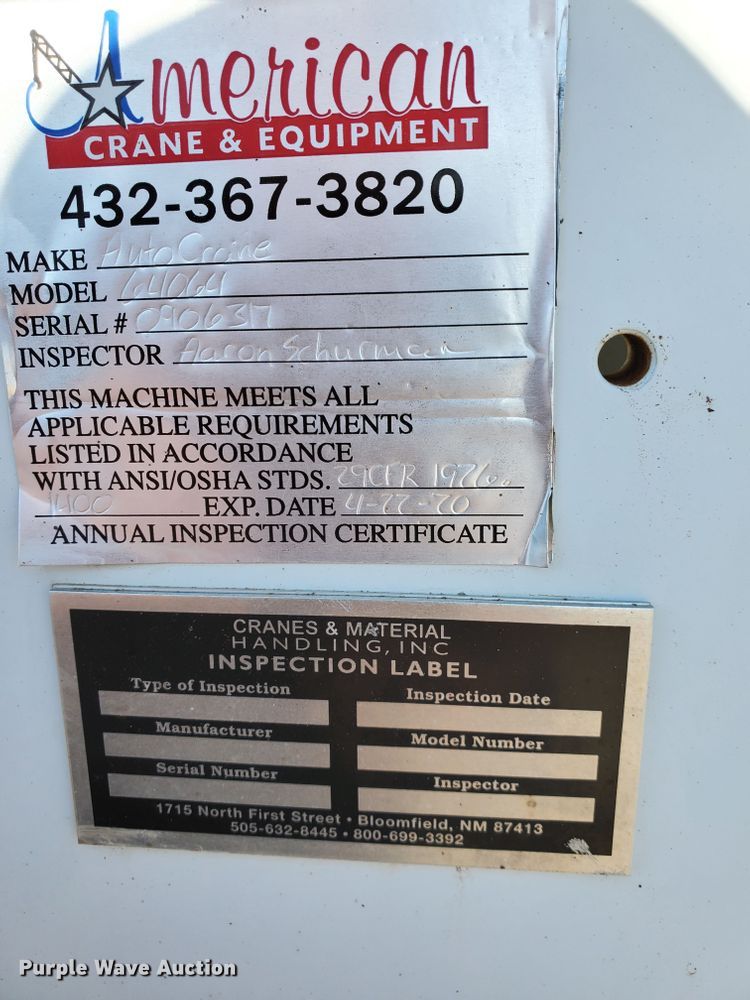 American
CRANE & EQUIPMENT
432-367-3820
MAKE AutoCraine
MODEL 641064
SERIAL # 0906317
INSPECTOR Aaron Schurman
THIS MACHINE MEETS ALL
APPLICABLE REQUIREMENTS
LISTED IN ACCORDANCE
WITH ANSI/OSHA STDS. 29CFR
1400 EXP. DATE 4-22-20
ANNUAL INSPECTION CERTIFICATE
CRANES & MATERIAL
HANDLING, INC
INSPECTION LABEL
Type of Inspection Inspection Date
Manufacturer Model Number
Serial Number Inspector
1715 North First Street • Bloomfield, NM 87413
505-632-8445 • 800-699-3392
Purple Wave Auction